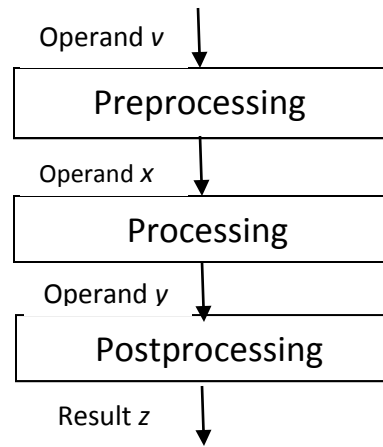 Operand v
Preprocessing
Operand x
Processing
Operand y
Postprocessing
Result z